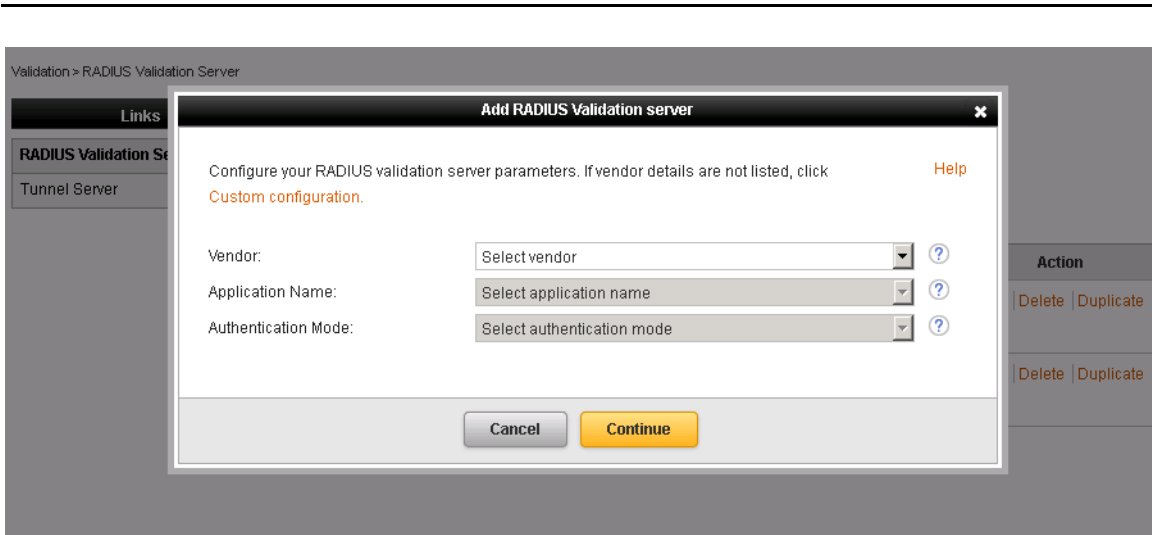 Validation > RADIUS Validation Server
Links
RADIUS Validation Se
Tunnel Server
Add RADIUS Validation server
Configure your RADIUS validation server parameters. If vendor details are not listed, click
Custom configuration.
Help
Vendor:
Select vendor
?
Application Name:
Select application name
?
Authentication Mode:
Select authentication mode
?
Cancel
Continue
Action
Delete | Duplicate
Delete | Duplicate